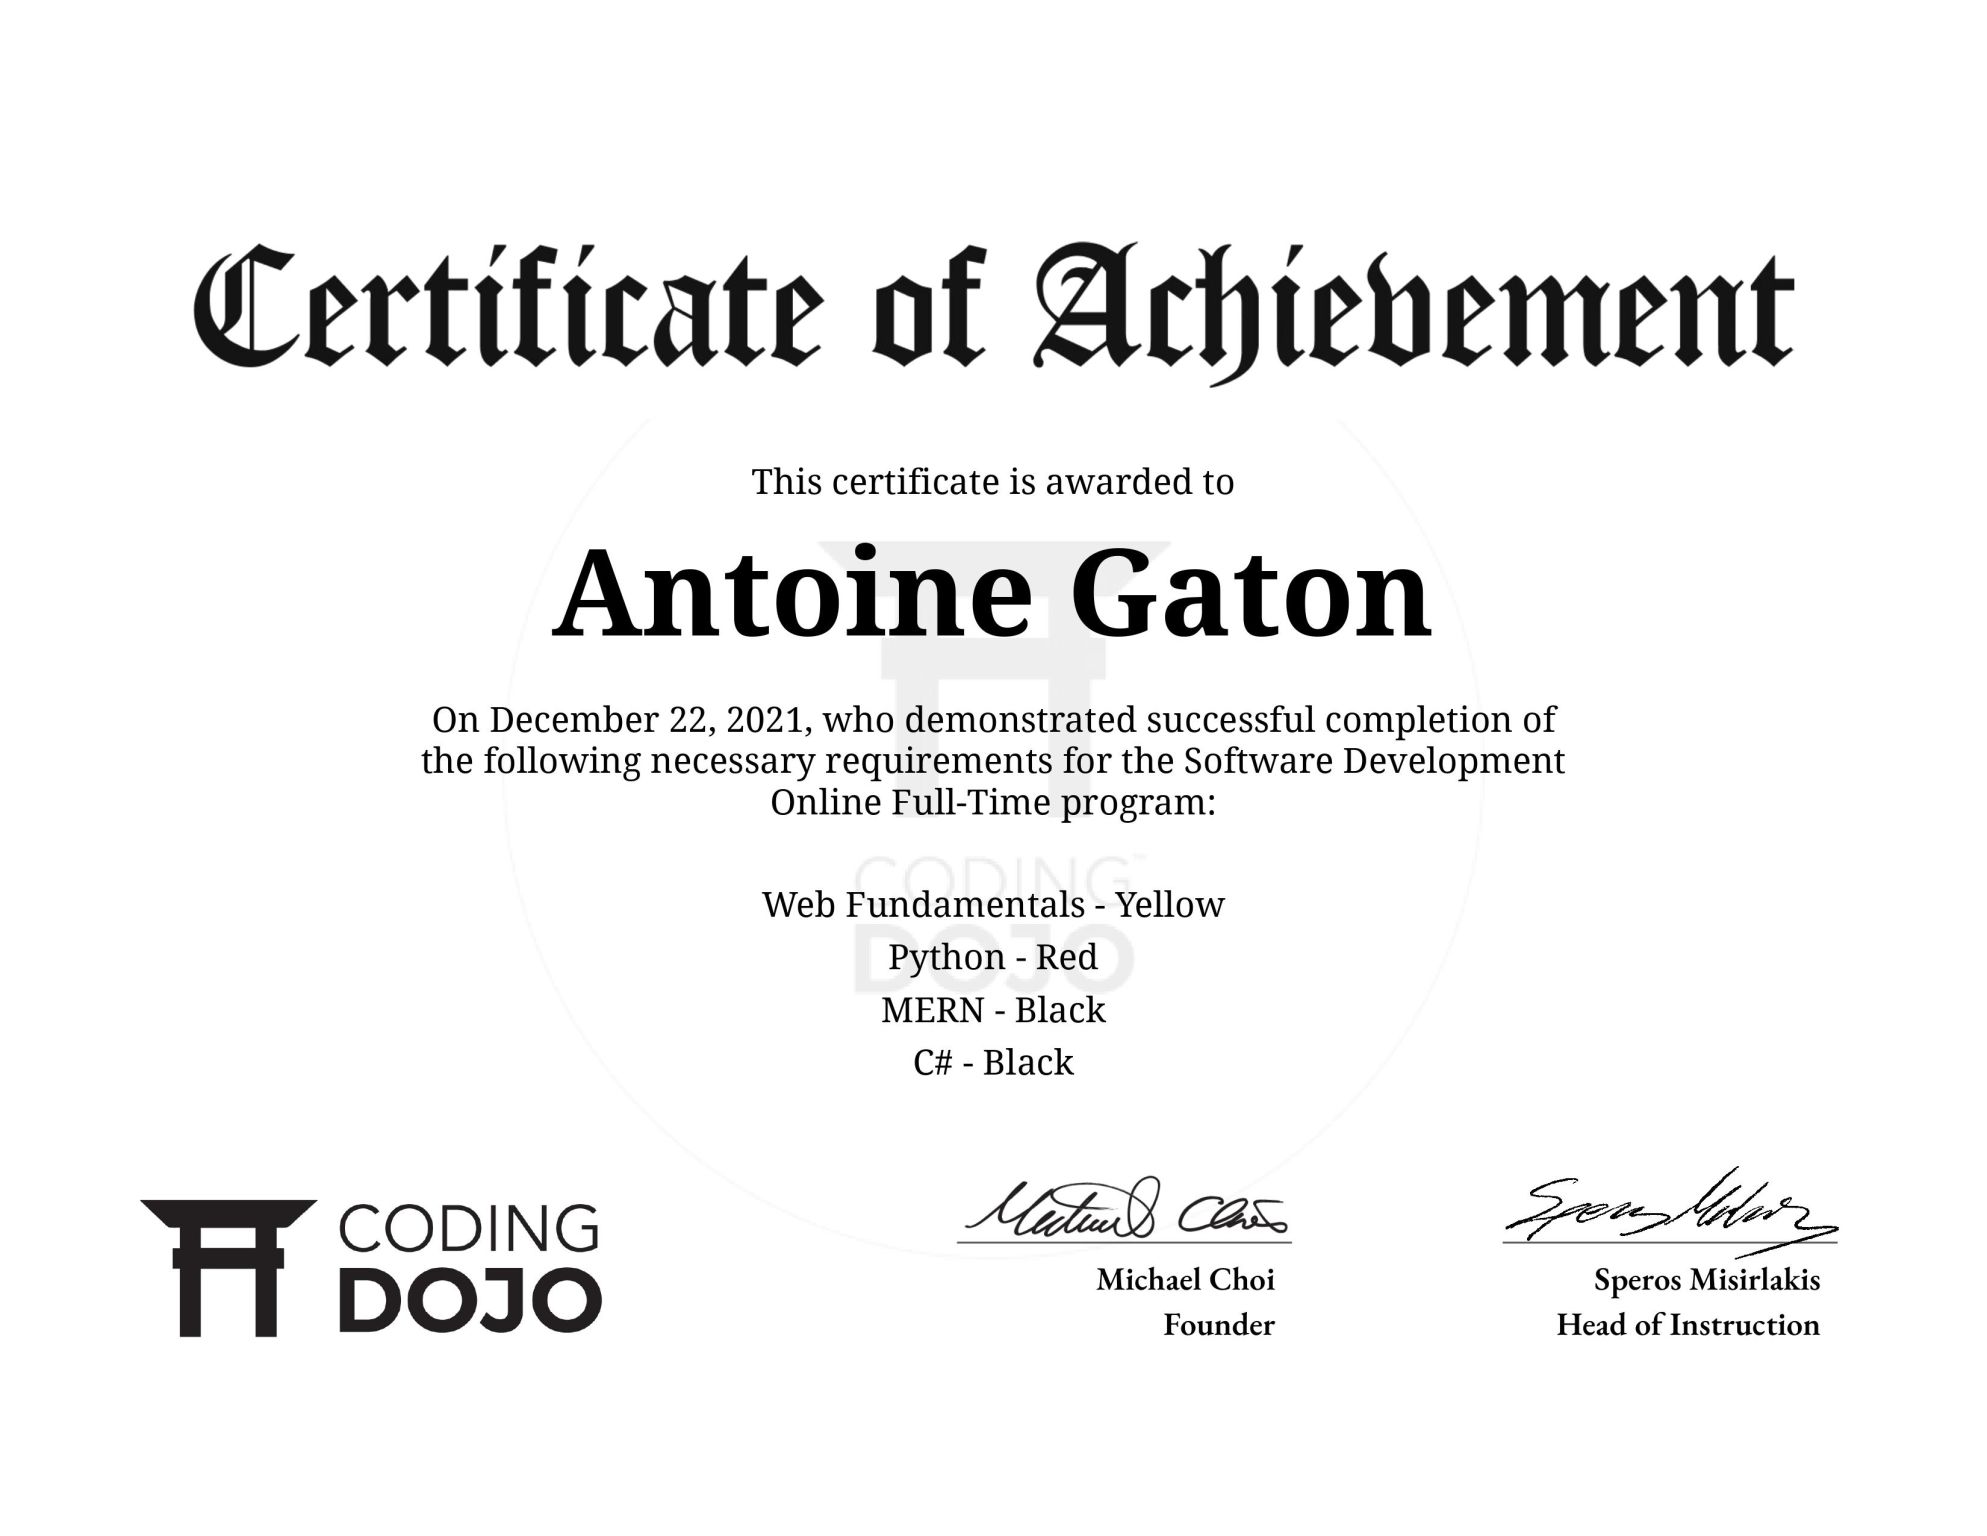 Certificate of Achievement
This certificate is awarded to
Antoine Gaton
On December 22, 2021, who demonstrated successful completion of
the following necessary requirements for the Software Development
Online Full-Time program:
CODING™
DOJO
Web Fundamentals - Yellow
Python - Red
MERN - Black
C# - Black
CODING
DOJO
Michael Choi
Founder
Speros Misirlakis
Head of Instruction